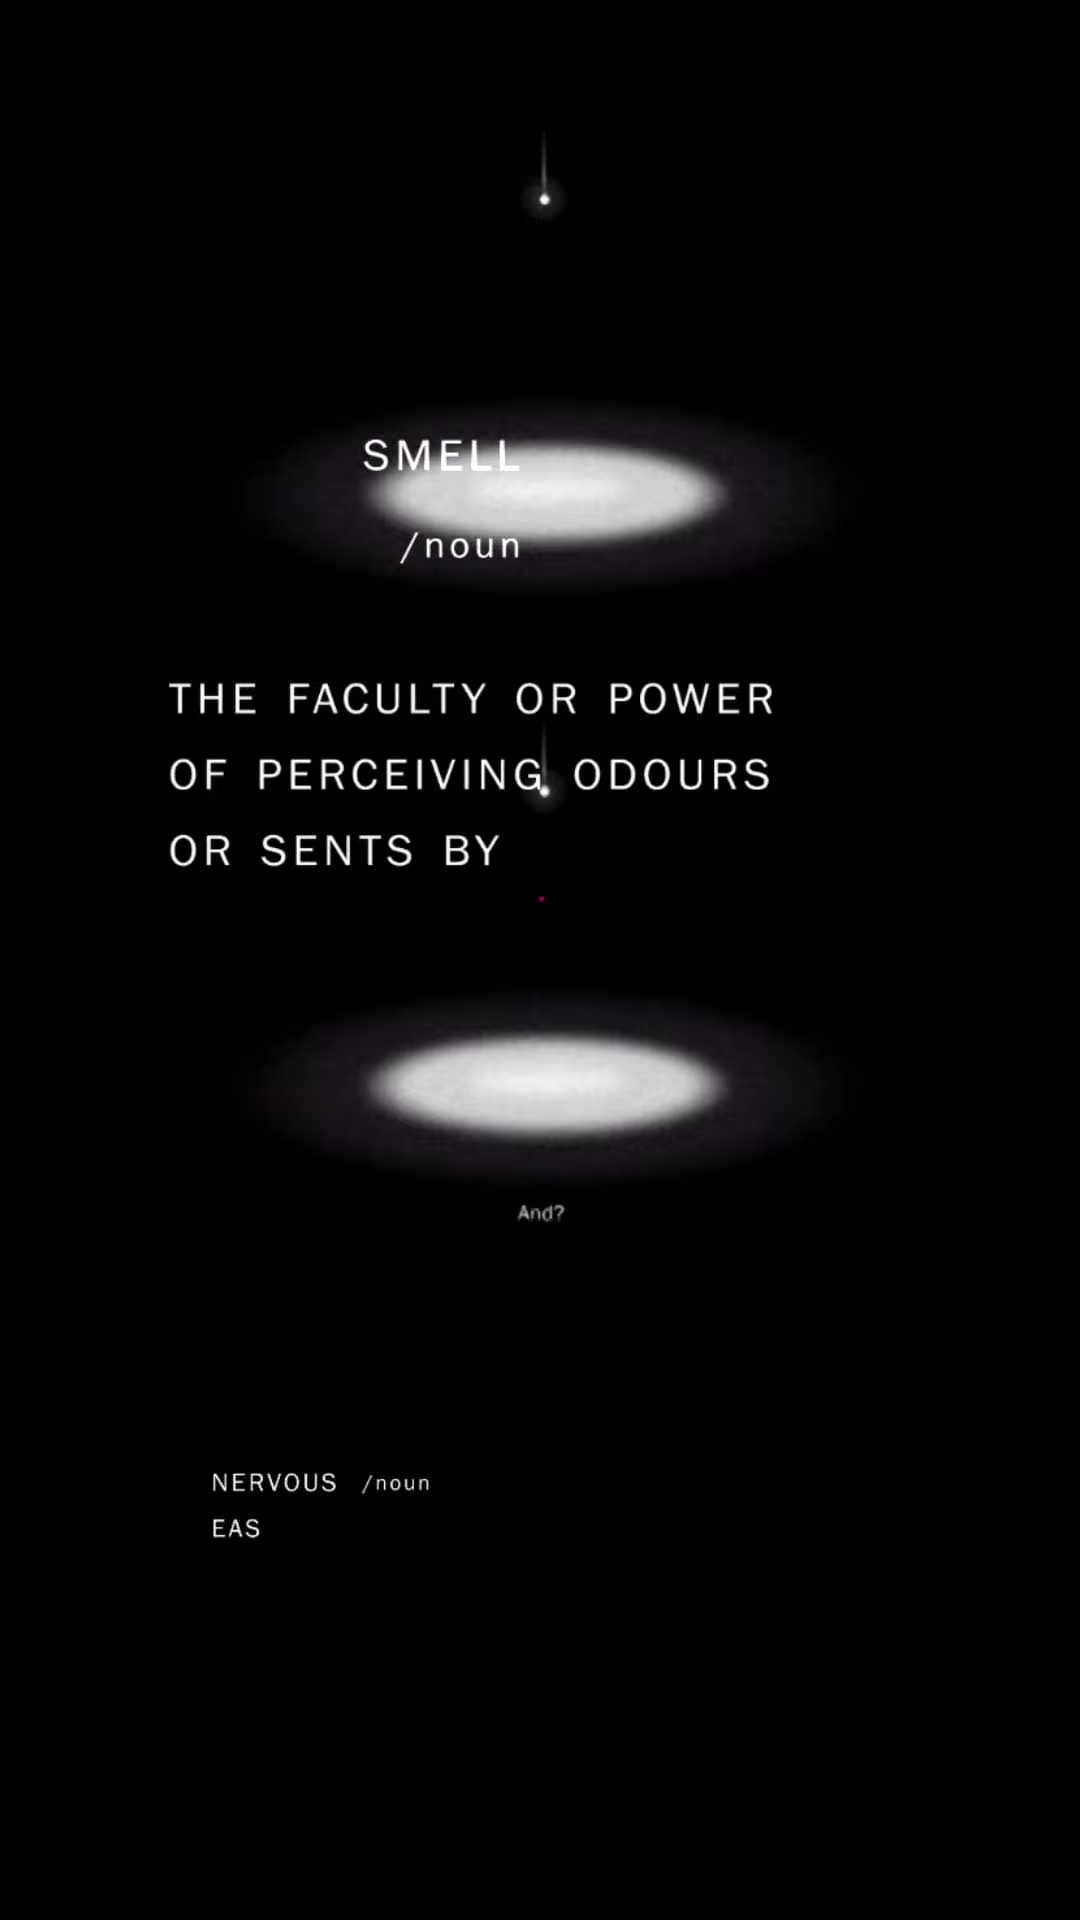 SMELL
/noun
THE FACULTY OR POWER
OF PERCEIVING ODOURS
OR SENTS BY
And?
NERVOUS /noun
EAS